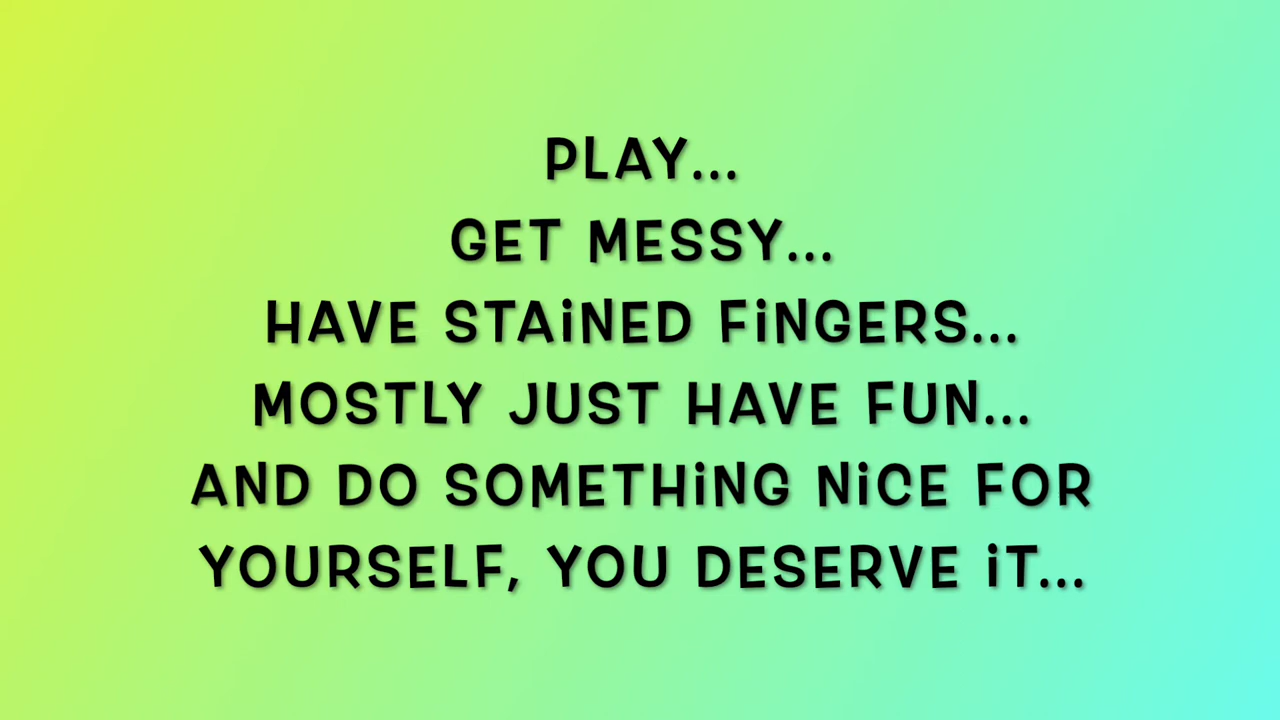 PLAY...
GET MESSY...
HAVE STAiNED FiNGERS...
MOSTLY JUST HAVE FUN...
AND DO SOMETHiNG NiCE FOR
YOURSELF, YOU DESERVE iT...